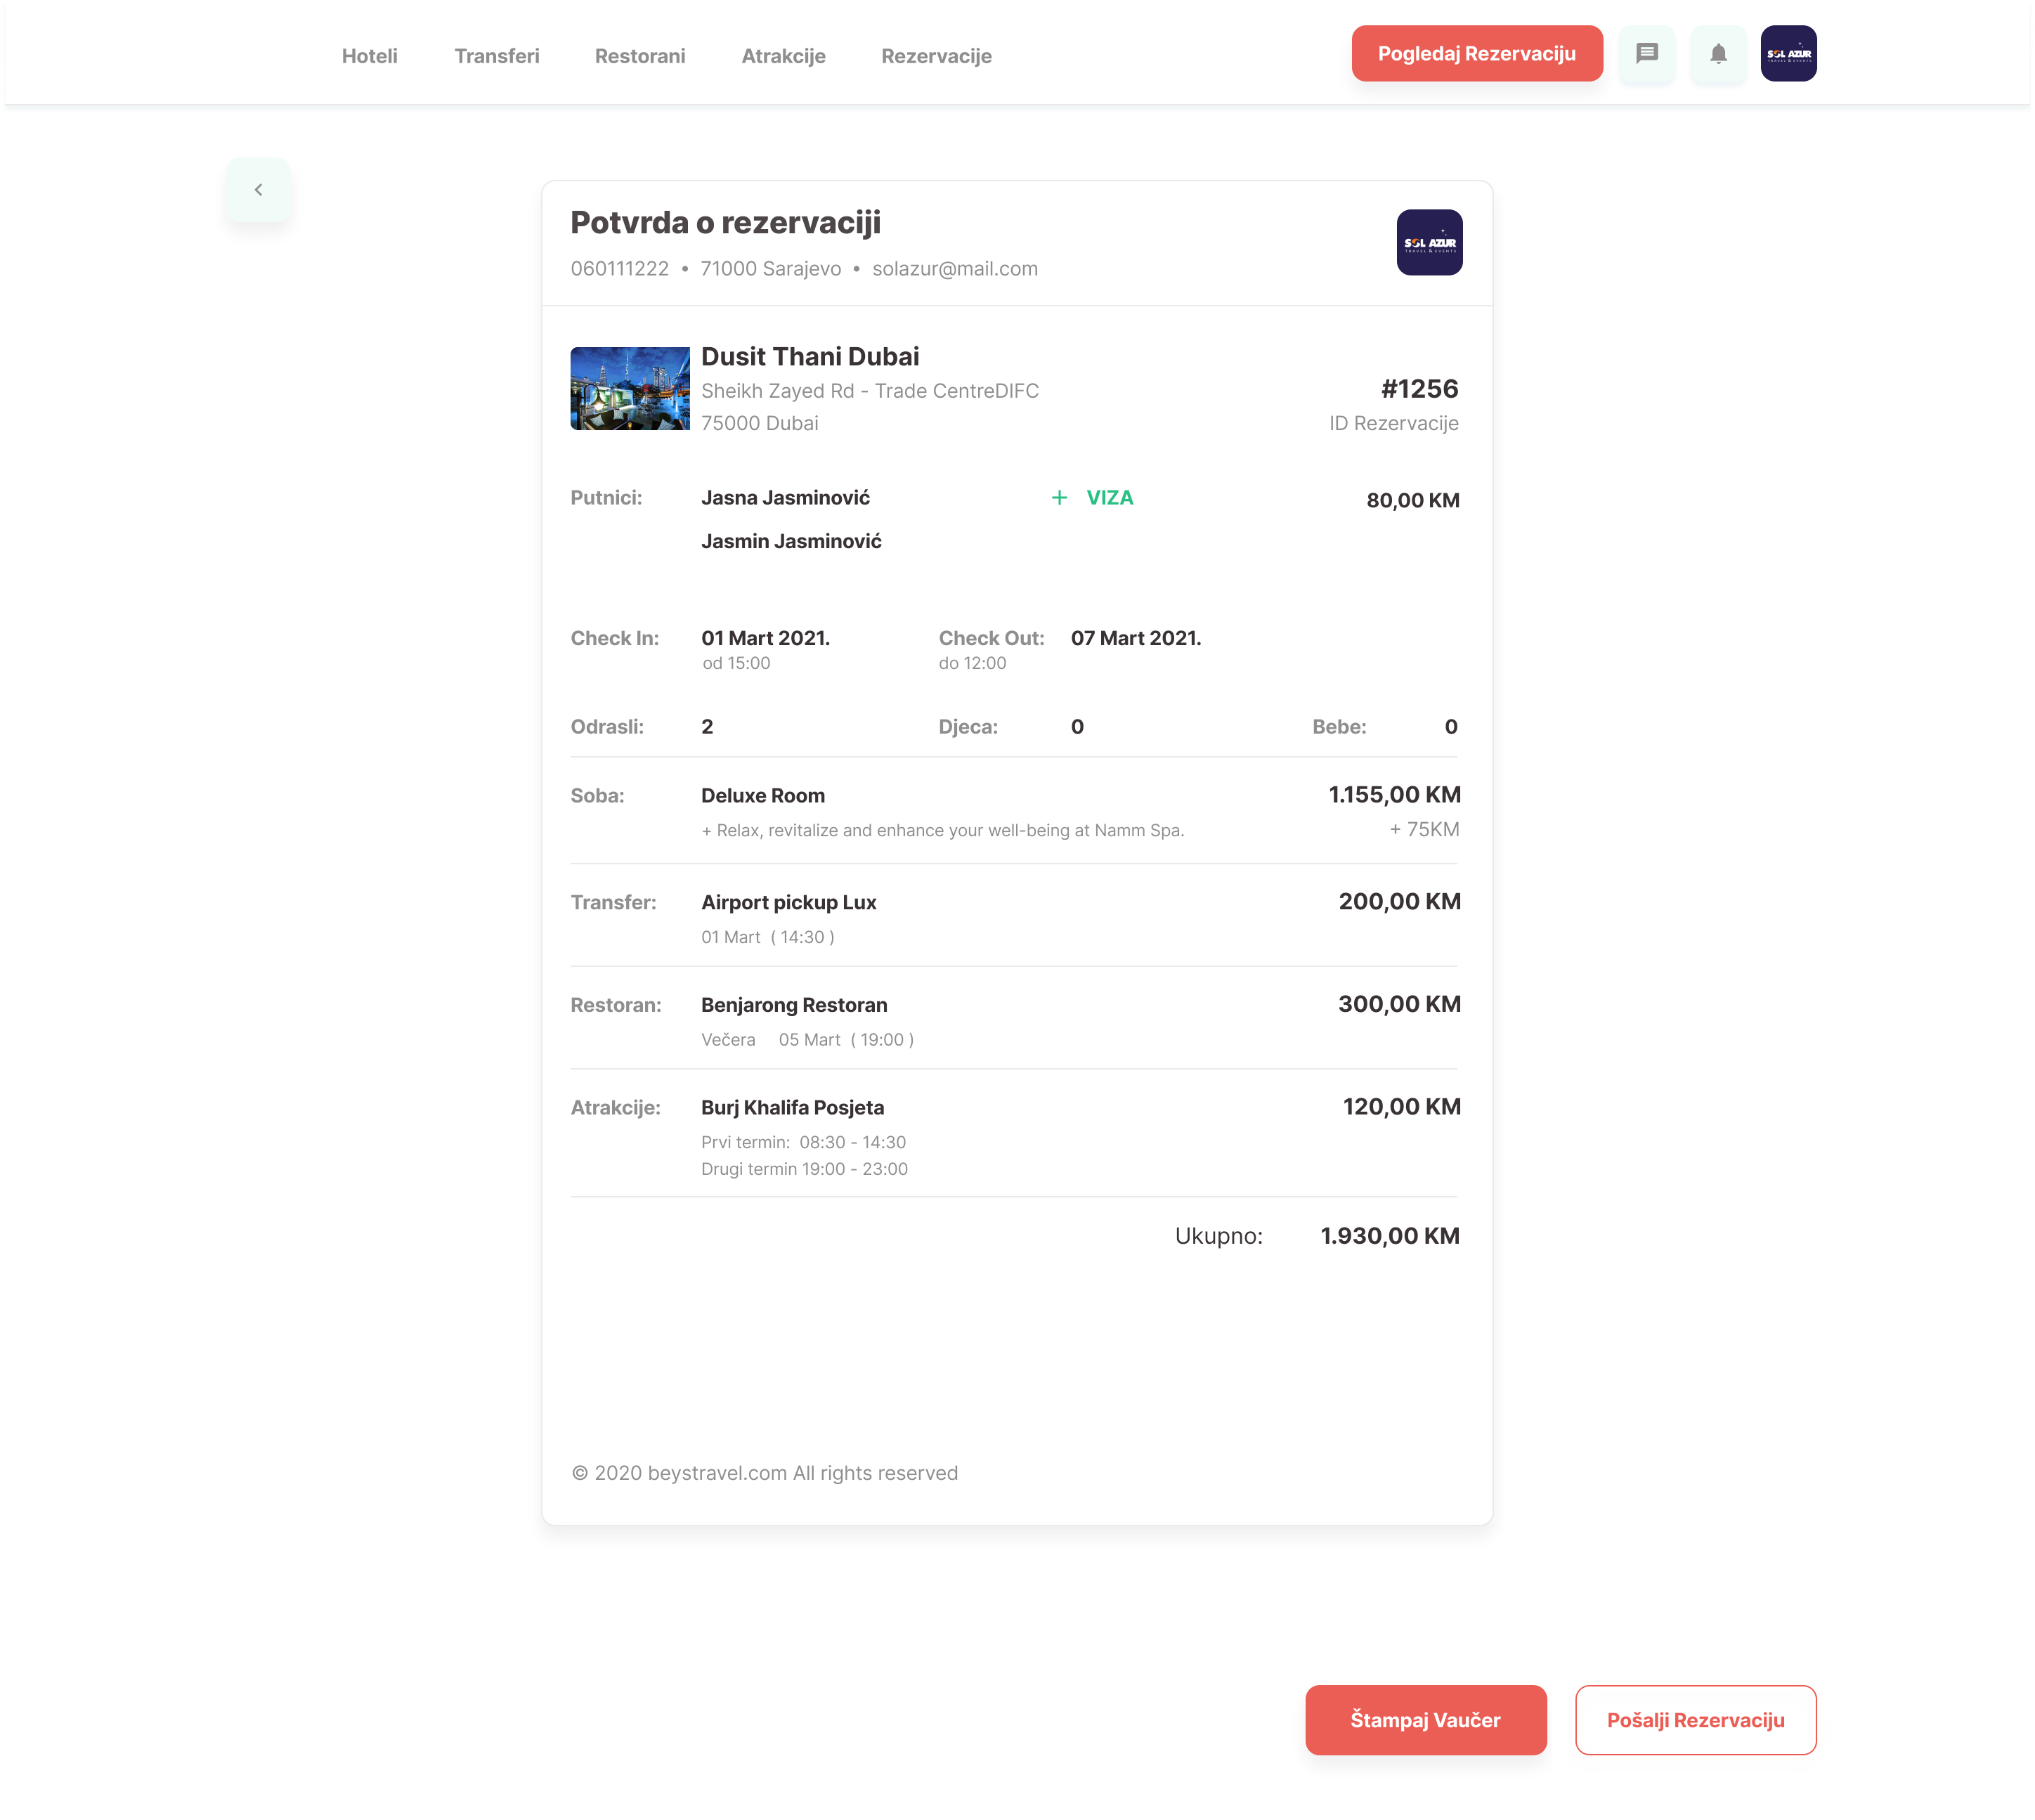 Hoteli Transferi Restorani Atrakcije Rezervacije Pogledaj Rezervaciju SOL AZUR
TRAVEL & EVENTS
Potvrda o rezervaciji
060111222 • 71000 Sarajevo • solazur@mail.com
SOL AZUR
TRAVEL & EVENTS
Dusit Thani Dubai
Sheikh Zayed Rd - Trade CentreDIFC
#1256
75000 Dubai ID Rezervacije
Putnici: Jasna Jasminović + VIZA 80,00 KM
Jasmin Jasminović
Check In: 01 Mart 2021. Check Out: 07 Mart 2021.
od 15:00 do 12:00
Odrasli: 2 Djeca: 0 Bebe: 0
Soba: Deluxe Room 1.155,00 KM
+ Relax, revitalize and enhance your well-being at Namm Spa. + 75KM
Transfer: Airport pickup Lux 200,00 KM
01 Mart ( 14:30 )
Restoran: Benjarong Restoran 300,00 KM
Večera 05 Mart ( 19:00 )
Atrakcije: Burj Khalifa Posjeta 120,00 KM
Prvi termin: 08:30 - 14:30
Drugi termin 19:00 - 23:00
Ukupno: 1.930,00 KM
© 2020 beystravel.com All rights reserved
Štampaj Vaučer Pošalji Rezervaciju